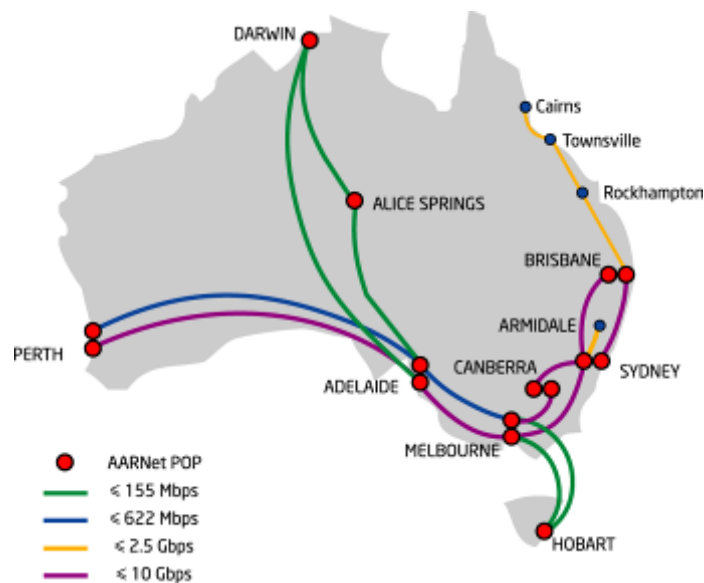 DARWIN
Cairns
Townsville
ALICE SPRINGS
Rockhampton
BRISBANE
ARMIDALE
PERTH
CANBERRA
SYDNEY
ADELAIDE
MELBOURNE
AARNet POP
⩽ 155 Mbps
⩽ 622 Mbps
⩽ 2.5 Gbps
⩽ 10 Gbps
HOBART